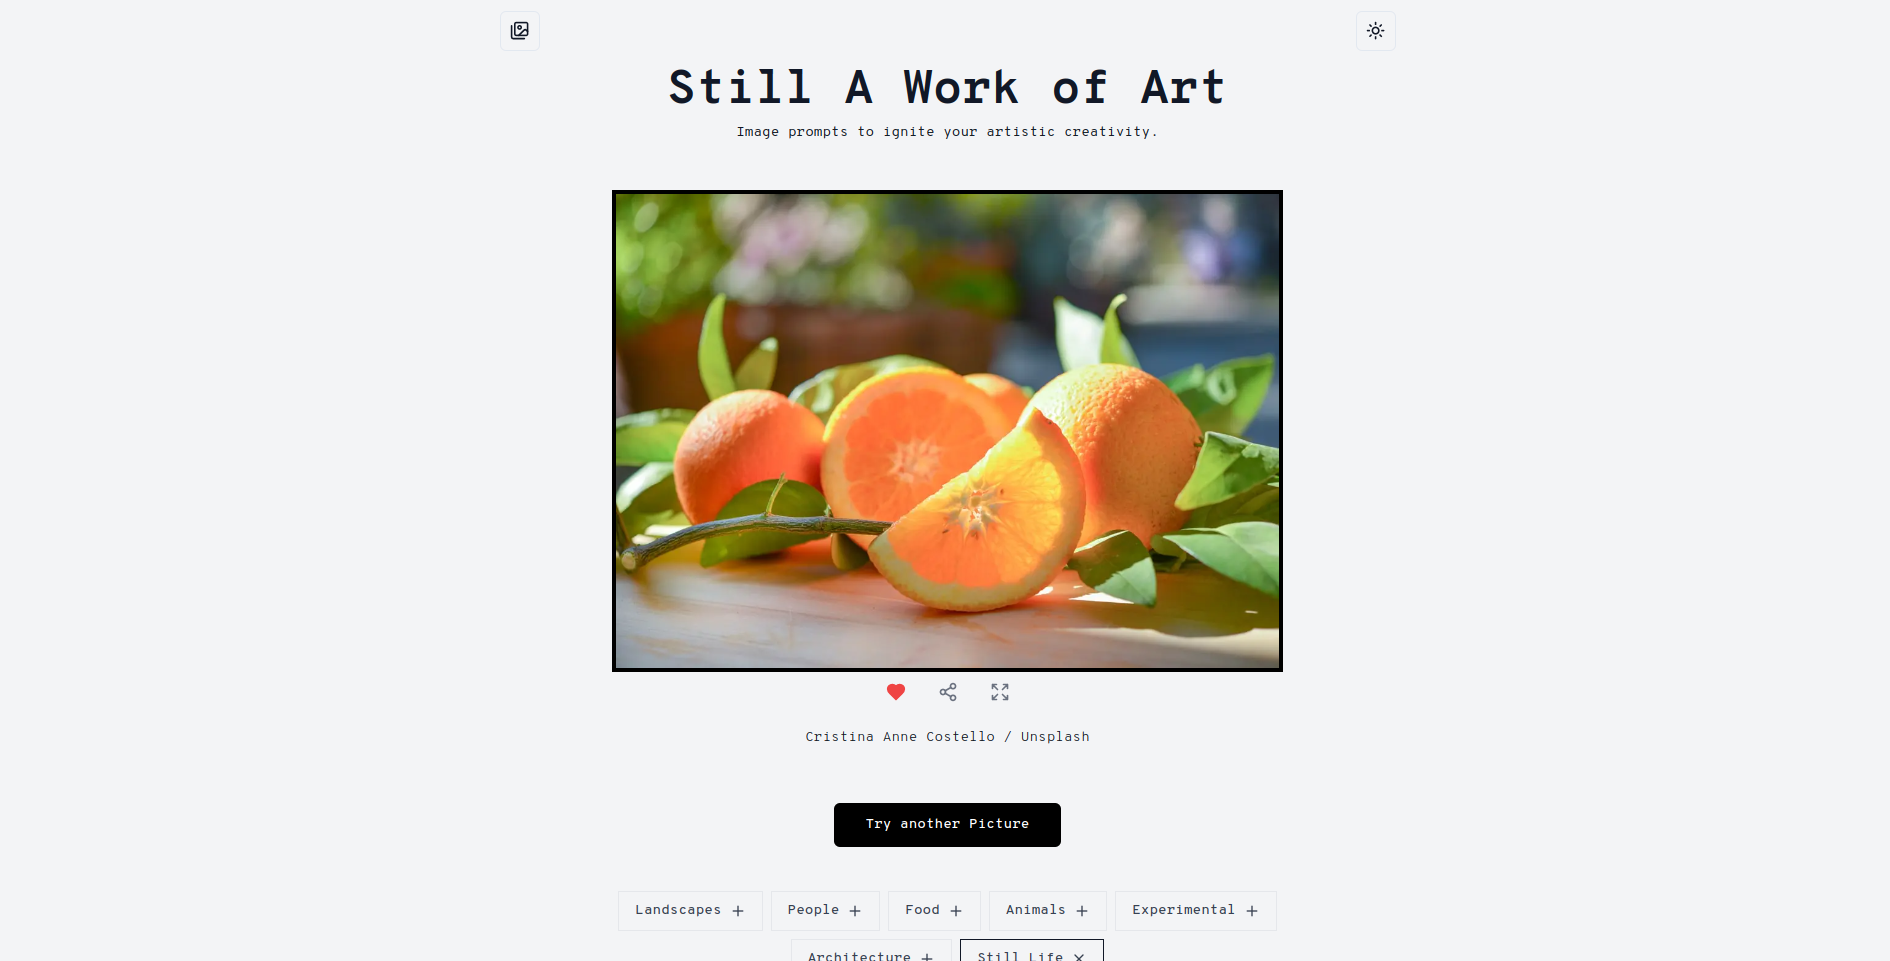 Still A Work of Art
Image prompts to ignite your artistic creativity.
Cristina Anne Costello / Unsplash
Try another Picture
Landscapes + People + Food + Animals + Experimental +
Architecture + Still Life ×